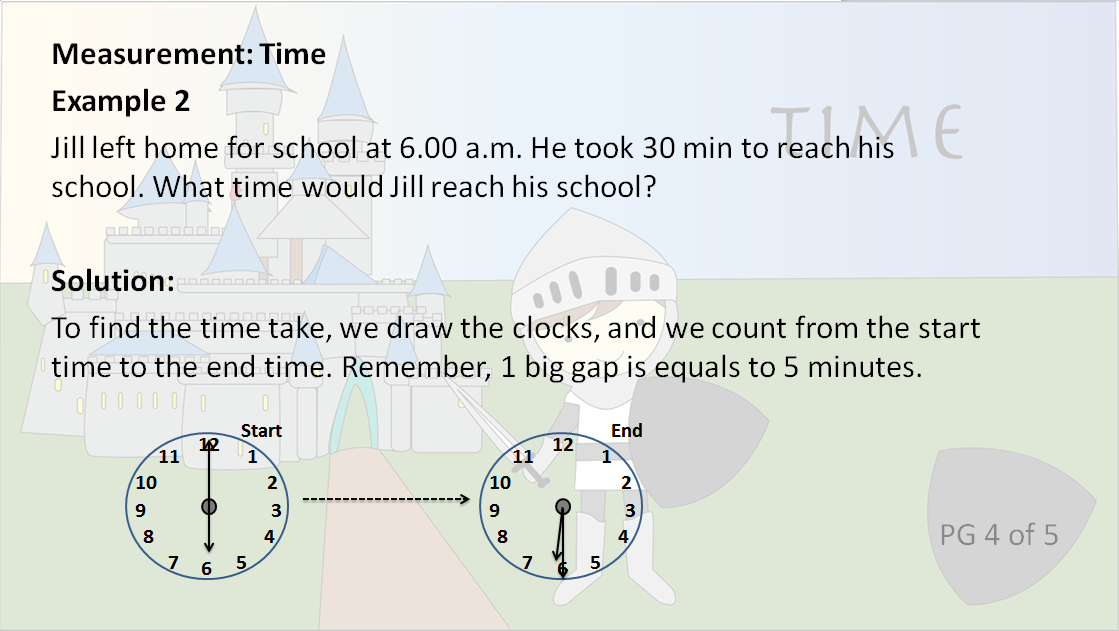 Measurement: Time
TIME
Example 2
Jill left home for school at 6.00 a.m. He took 30 min to reach his
school. What time would Jill reach his school?
Solution:
To find the time take, we draw the clocks, and we count from the start
time to the end time. Remember, 1 big gap is equals to 5 minutes.
Start
12
11 1
10 2
9 3
8 4
7 6 5
End
12
11 1
10 2
9 3
8 4
7 6 5
PG 4 of 5